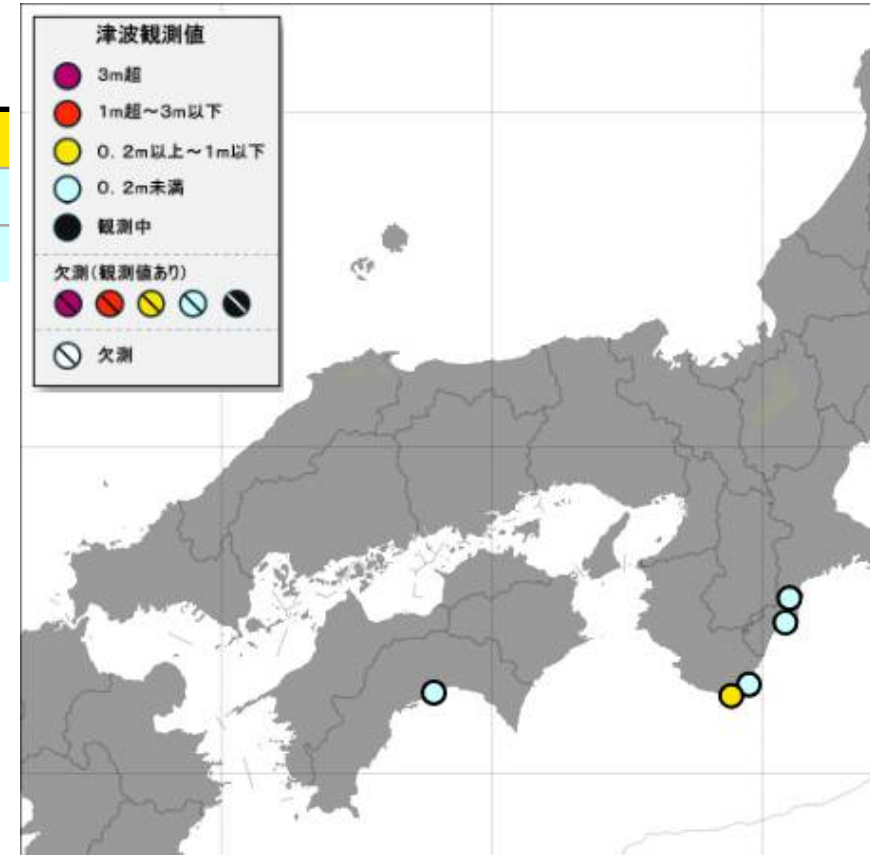 津波観測値
3m超
1m超～3m以下
0. 2m以上～1m以下
0. 2m未満
観測中
欠測(観測値あり)
欠測